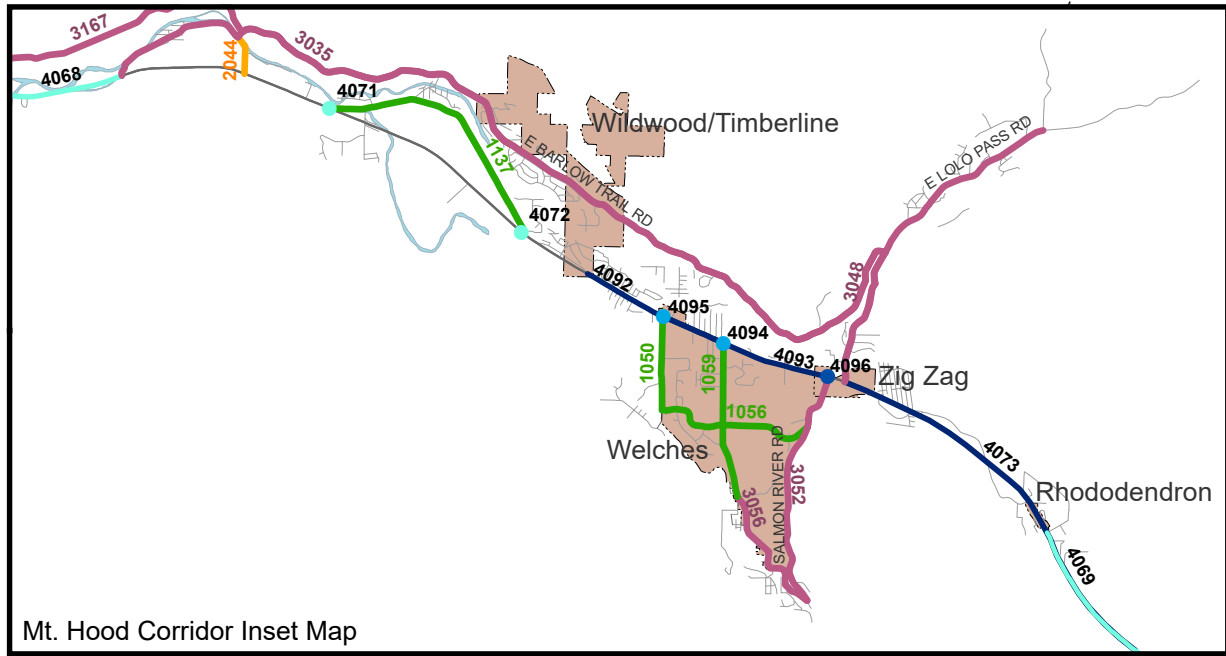 3167
3035
2044
4068
4071
Wildwood/Timberline
1137
E BARLOW TRAIL RD
E LOLO PASS RD
4072
4092
3048
4095
4094
4093
4096
Zig Zag
1050
1059
1056
Welches
SALMON RIVER RD
3052
3056
4073
Rhododendron
4069
Mt. Hood Corridor Inset Map